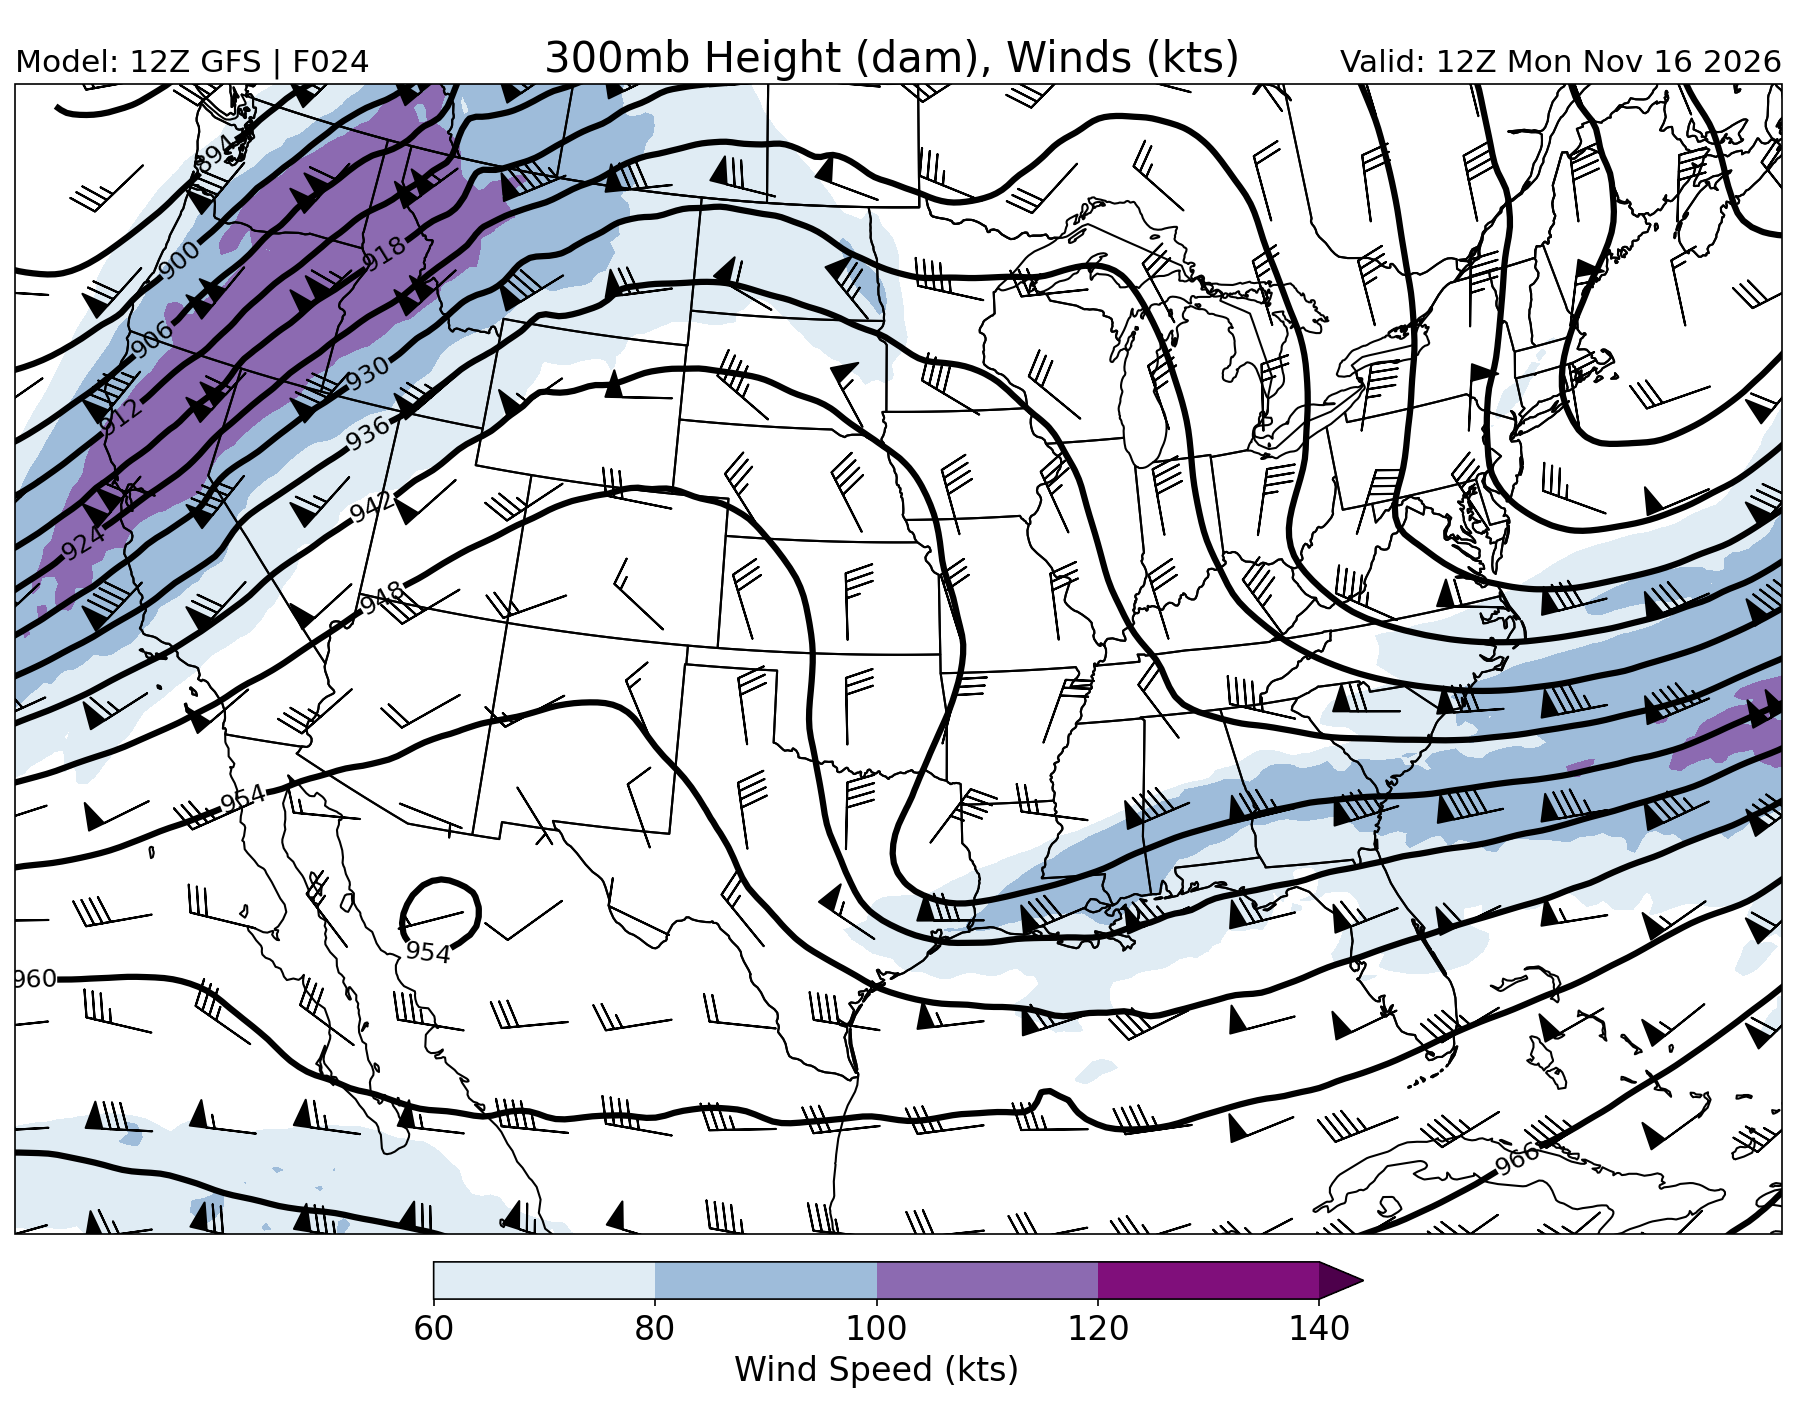 Model: 12Z GFS | F024
300mb Height (dam), Winds (kts)
Valid: 12Z Mon Nov 16 2026
894
900
918
906
930
912
936
942
924
948
954
954
960
966
60 80 100 120 140
Wind Speed (kts)